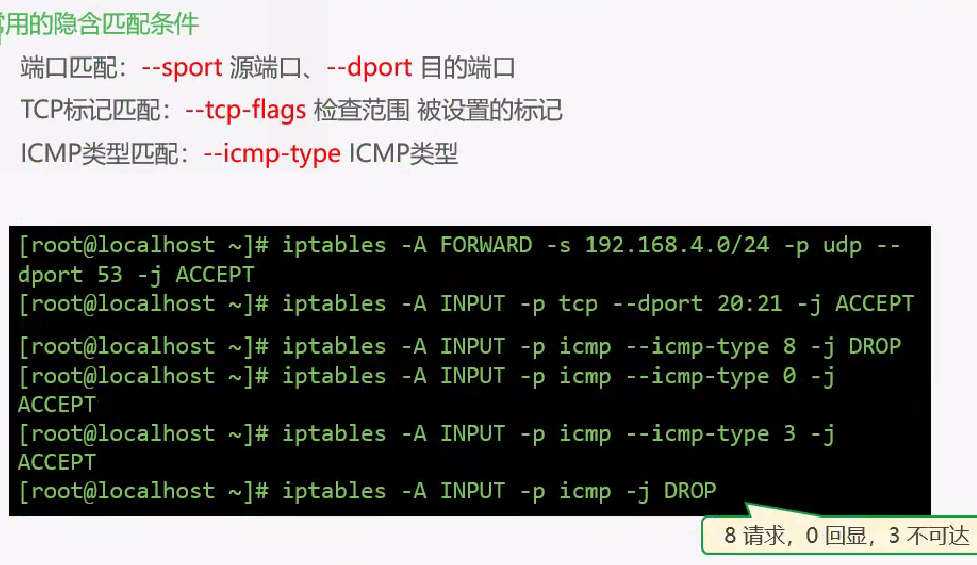 常用的隐含匹配条件
端口匹配：--sport 源端口、--dport 目的端口
TCP标记匹配：--tcp-flags 检查范围 被设置的标记
ICMP类型匹配：--icmp-type ICMP类型
[root@localhost ~]# iptables -A FORWARD -s 192.168.4.0/24 -p udp --
dport 53 -j ACCEPT
[root@localhost ~]# iptables -A INPUT -p tcp --dport 20:21 -j ACCEPT
[root@localhost ~]# iptables -A INPUT -p icmp --icmp-type 8 -j DROP
[root@localhost ~]# iptables -A INPUT -p icmp --icmp-type 0 -j
ACCEPT
[root@localhost ~]# iptables -A INPUT -p icmp --icmp-type 3 -j
ACCEPT
[root@localhost ~]# iptables -A INPUT -p icmp -j DROP
8 请求，0 回显，3 不可达